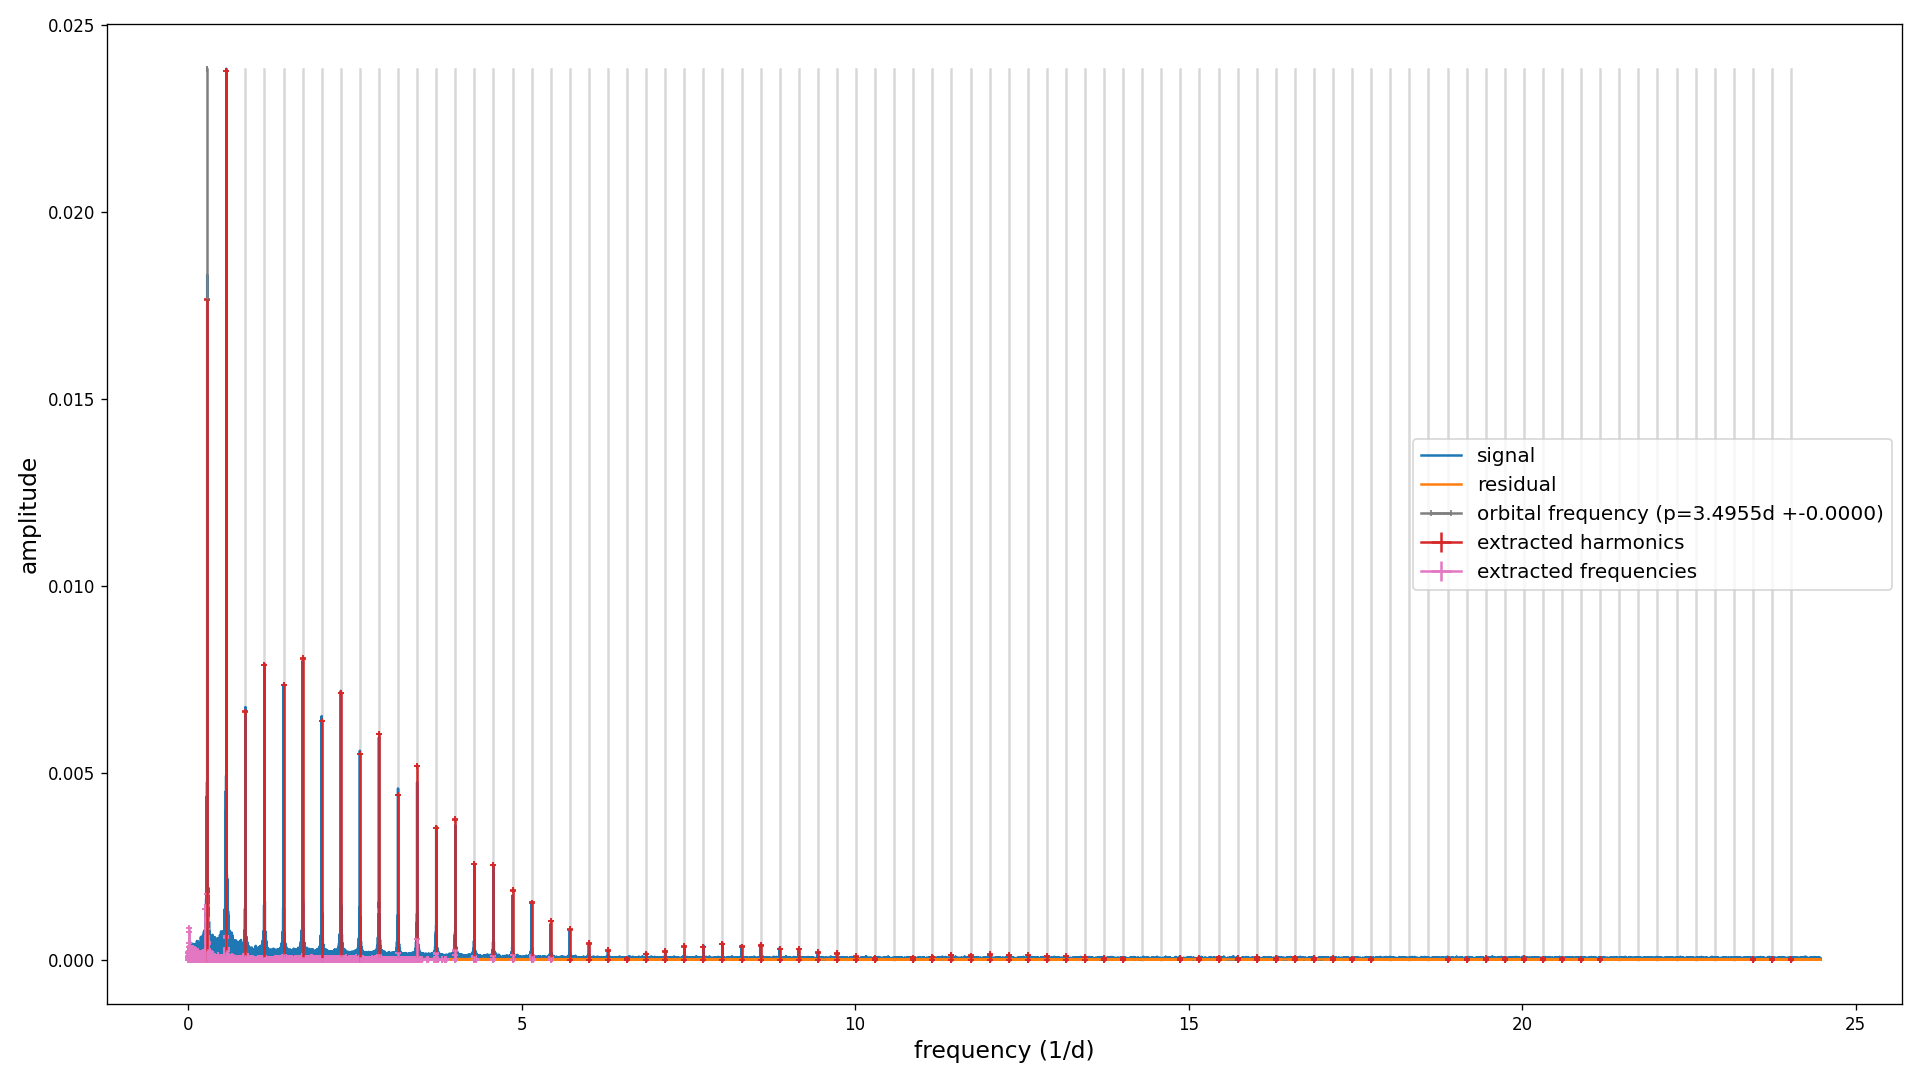 0.025
0.020
0.015
0.010
0.005
0.000
amplitude
signal
residual
orbital frequency (p=3.4955d +-0.0000)
extracted harmonics
extracted frequencies
0 5 10 15 20 25
frequency (1/d)